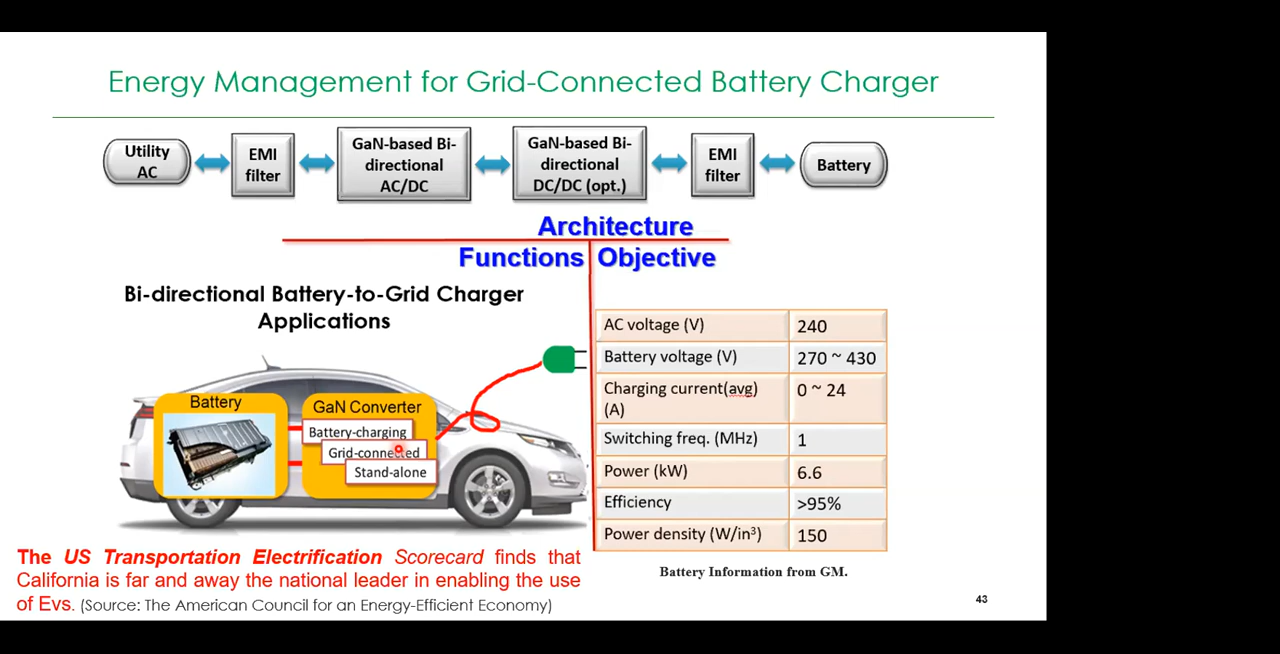 Energy Management for Grid-Connected Battery Charger
Utility
AC
EMI
filter
GaN-based Bi-
directional
AC/DC
GaN-based Bi-
directional
DC/DC (opt.)
EMI
filter
Battery
Architecture
Functions Objective
Bi-directional Battery-to-Grid Charger
Applications
Battery
GaN Converter
Battery-charging
Grid-connected
Stand-alone
AC voltage (V) 240
Battery voltage (V) 270 ~ 430
Charging current(avg) 0 ~ 24
(A)
Switching freq. (MHz) 1
Power (kW) 6.6
Efficiency >95%
Power density (W/in³) 150
Battery Information from GM.
The US Transportation Electrification Scorecard finds that
California is far and away the national leader in enabling the use
of Evs. (Source: The American Council for an Energy-Efficient Economy)
43